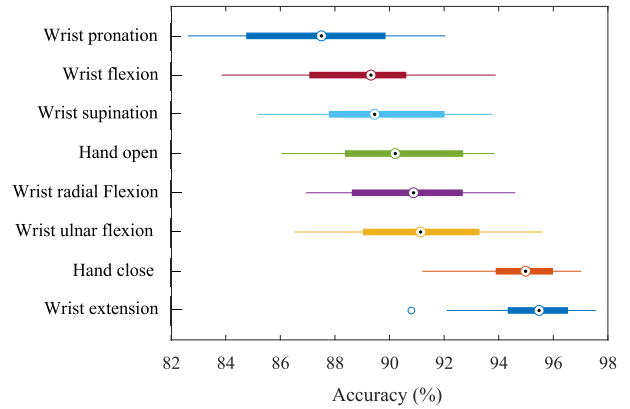 Wrist pronation
Wrist flexion
Wrist supination
Hand open
Wrist radial Flexion
Wrist ulnar flexion
Hand close
Wrist extension
82 84 86 88 90 92 94 96 98
Accuracy (%)